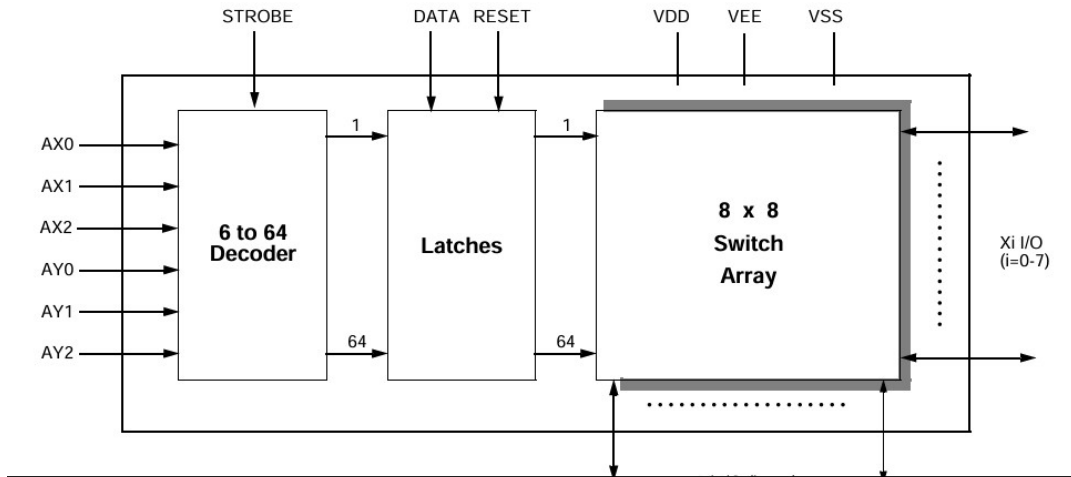 STROBE
DATA RESET
VDD VEE VSS
AX0
AX1
AX2
AY0
AY1
AY2
6 to 64
Decoder
1
64
Latches
1
64
8 x 8
Switch
Array
Xi I/O
(i=0-7)